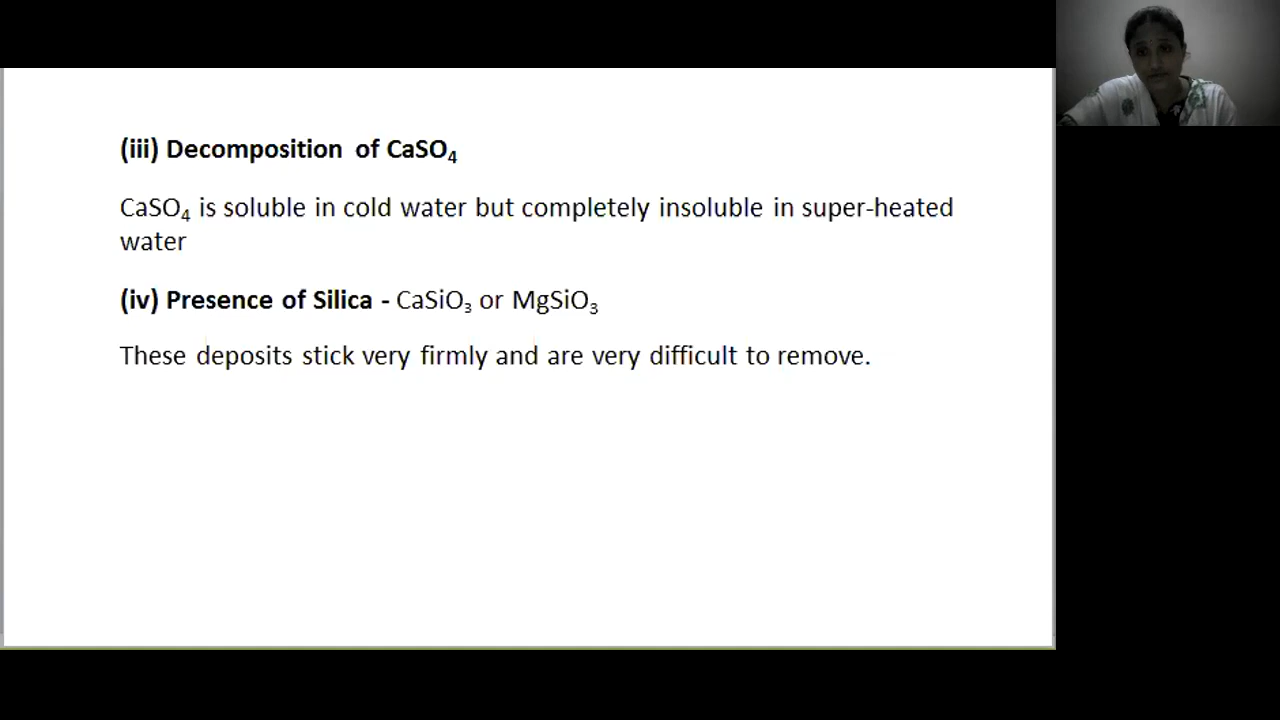 (iii) Decomposition of CaSO₄
CaSO₄ is soluble in cold water but completely insoluble in super-heated
water
(iv) Presence of Silica - CaSiO₃ or MgSiO₃
These deposits stick very firmly and are very difficult to remove.